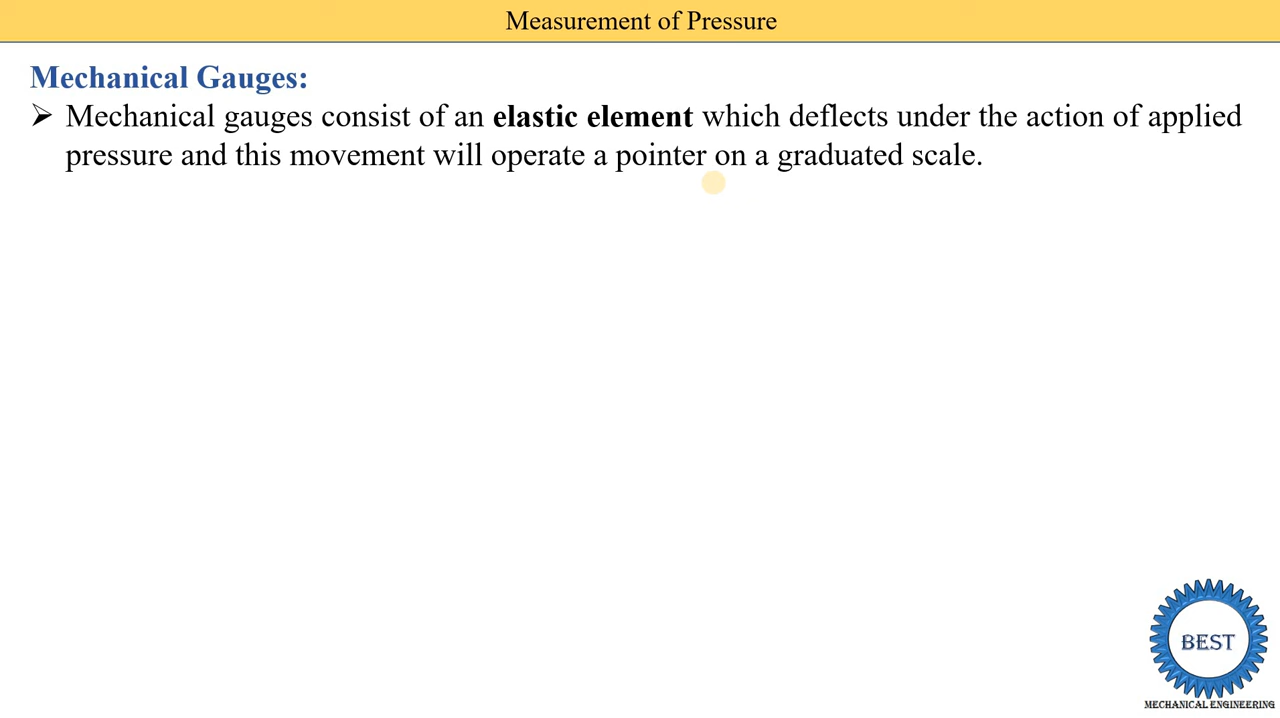 Measurement of Pressure
Mechanical Gauges:
➢ Mechanical gauges consist of an elastic element which deflects under the action of applied
pressure and this movement will operate a pointer on a graduated scale.
BEST
MECHANICAL ENGINEERING